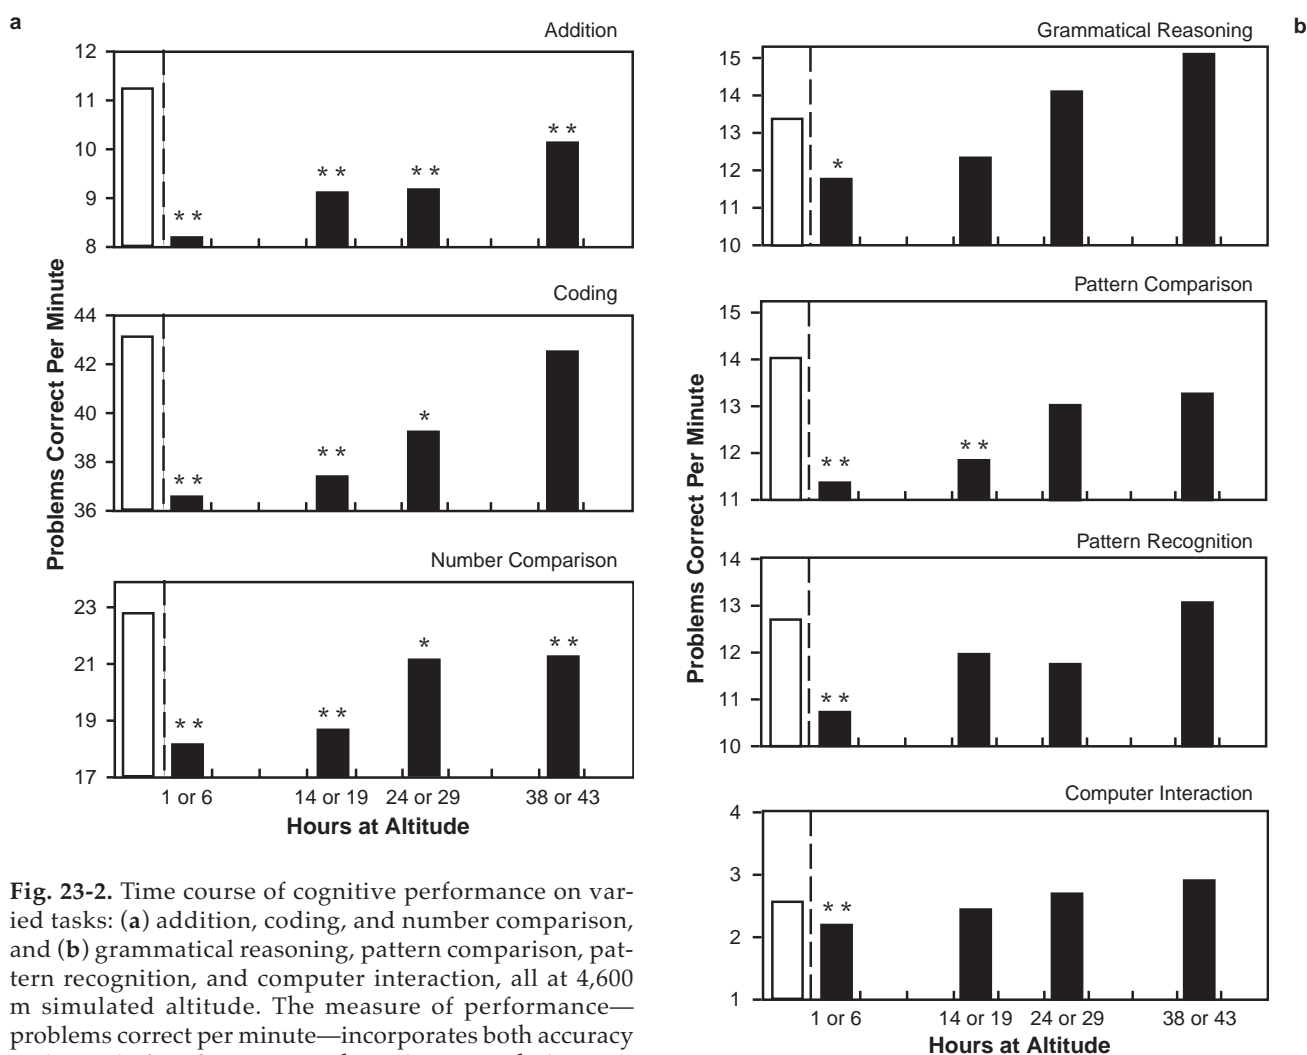 a
Addition
12
11
10
9
8
* *
* *
* *
* *
Coding
44
42
40
38
36
* *
* *
*
Number Comparison
23
21
19
17
* *
* *
*
* *
1 or 6 14 or 19 24 or 29 38 or 43
Hours at Altitude
Problems Correct Per Minute
b
Grammatical Reasoning
15
14
13
12
11
10
*
Pattern Comparison
15
14
13
12
11
* *
* *
Pattern Recognition
14
13
12
11
10
* *
Computer Interaction
4
3
2
1
* *
1 or 6 14 or 19 24 or 29 38 or 43
Hours at Altitude
Problems Correct Per Minute
Fig. 23-2. Time course of cognitive performance on var-
ied tasks: (a) addition, coding, and number comparison,
and (b) grammatical reasoning, pattern comparison, pat-
tern recognition, and computer interaction, all at 4,600
m simulated altitude. The measure of performance—
problems correct per minute—incorporates both accuracy